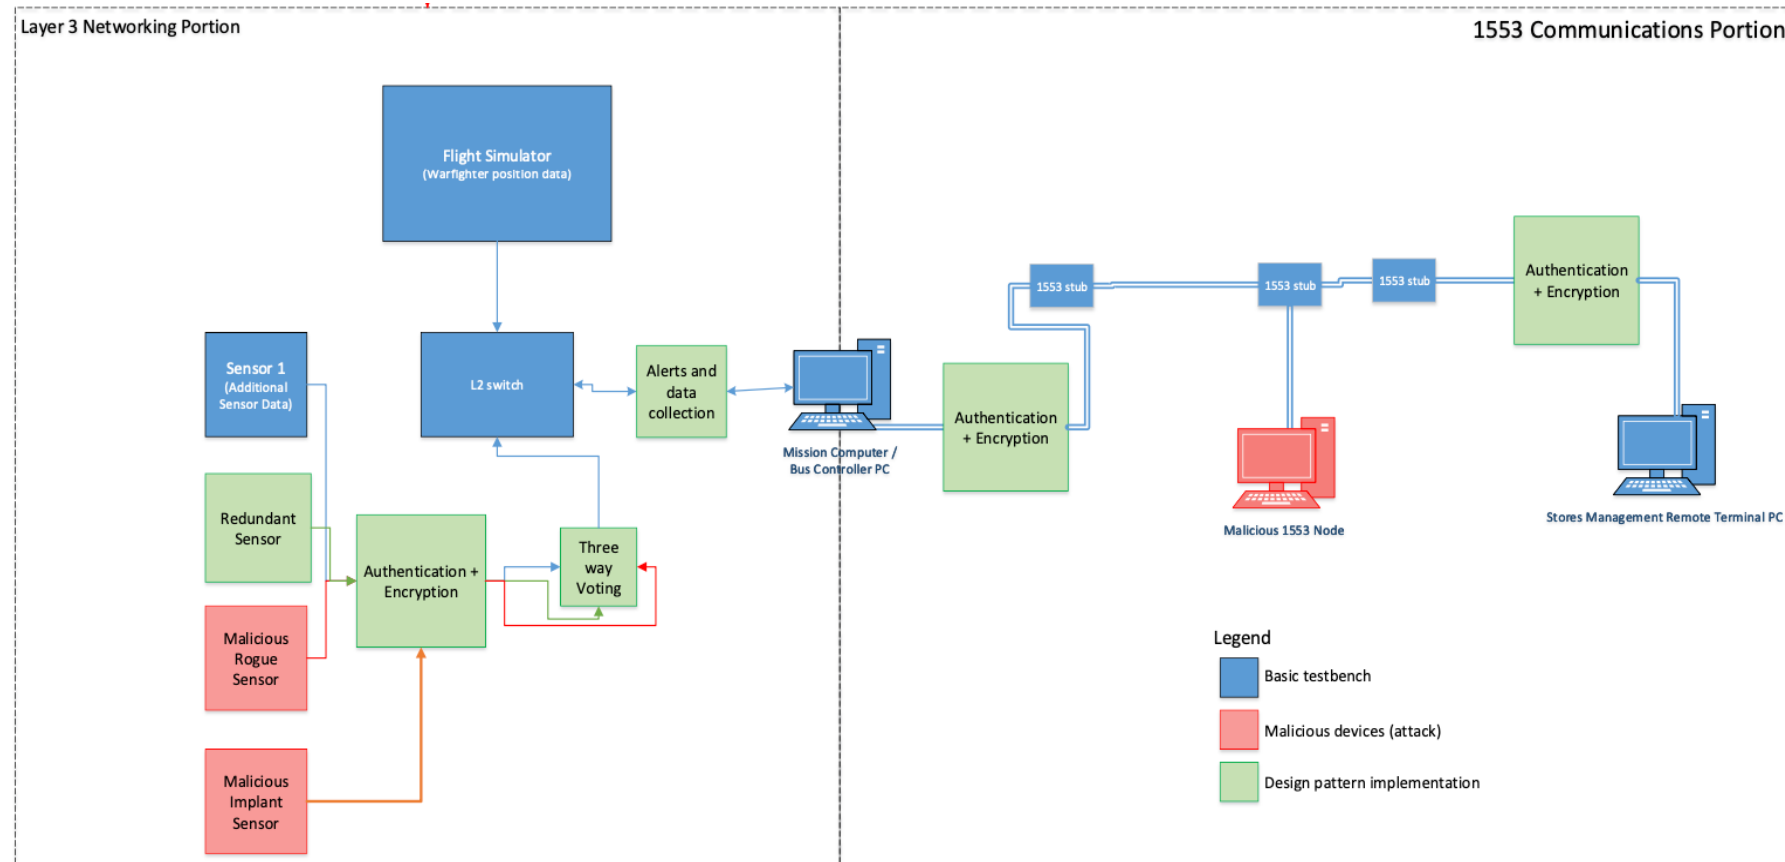 Layer 3 Networking Portion
1553 Communications Portion
Flight Simulator
(Warfighter position data)
Sensor 1
(Additional
Sensor Data)
L2 switch
Alerts and
data
collection
Mission Computer /
Bus Controller PC
Authentication
+ Encryption
1553 stub
1553 stub
1553 stub
Authentication
+ Encryption
Malicious 1553 Node
Stores Management Remote Terminal PC
Redundant
Sensor
Authentication +
Encryption
Three
way
Voting
Malicious
Rogue
Sensor
Malicious
Implant
Sensor
Legend
Basic testbench
Malicious devices (attack)
Design pattern implementation